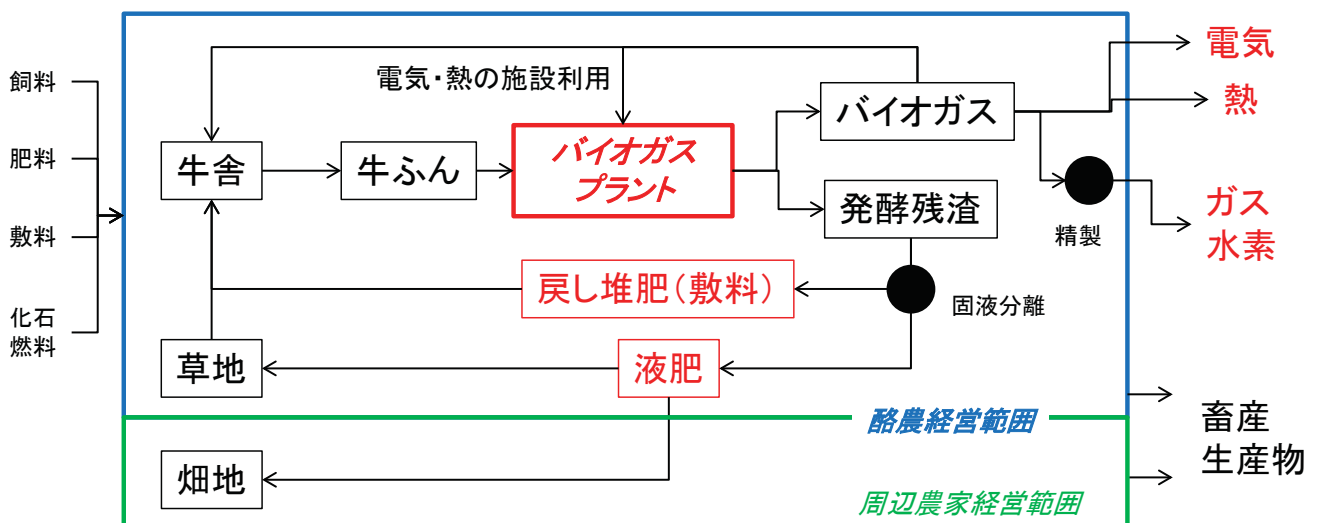 飼料
肥料
敷料
化石
燃料
電気・熱の施設利用
牛舎
牛ふん
バイオガス
プラント
バイオガス
発酵残渣
精製
戻し堆肥(敷料)
固液分離
草地
液肥
酪農経営範囲
畑地
周辺農家経営範囲
電気
熱
ガス
水素
畜産
生産物